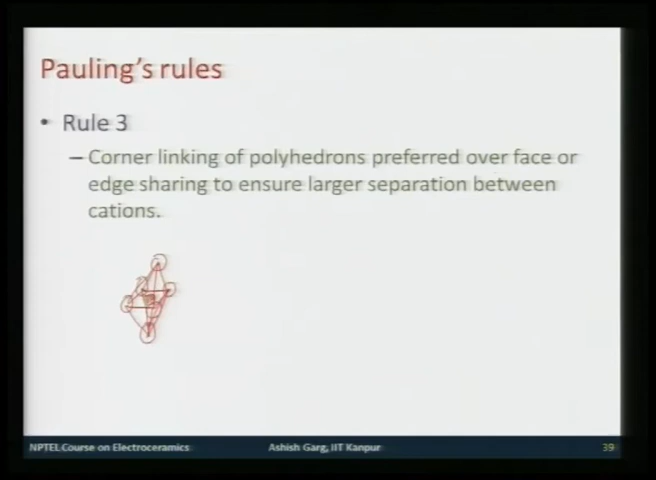 Pauling's rules
• Rule 3
– Corner linking of polyhedrons preferred over face or
edge sharing to ensure larger separation between
cations.
NPTEL Course on Electroceramics Ashish Garg, IIT Kanpur 39